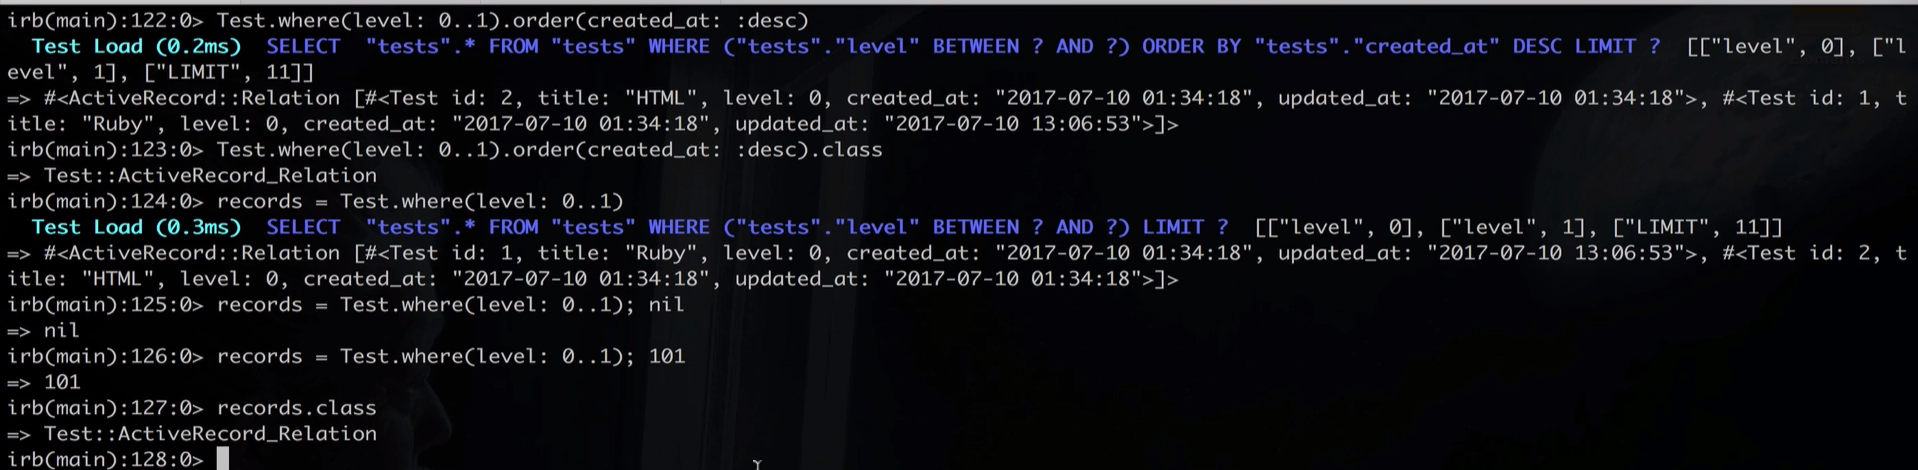 irb(main):122:0> Test.where(level: 0..1).order(created_at: :desc)
  Test Load (0.2ms)  SELECT  "tests".* FROM "tests" WHERE ("tests"."level" BETWEEN ? AND ?) ORDER BY "tests"."created_at" DESC LIMIT ?  [["level", 0], ["l
evel", 1], ["LIMIT", 11]]
=> #<ActiveRecord::Relation [#<Test id: 2, title: "HTML", level: 0, created_at: "2017-07-10 01:34:18", updated_at: "2017-07-10 01:34:18">, #<Test id: 1, t
itle: "Ruby", level: 0, created_at: "2017-07-10 01:34:18", updated_at: "2017-07-10 13:06:53">]>
irb(main):123:0> Test.where(level: 0..1).order(created_at: :desc).class
=> Test::ActiveRecord_Relation
irb(main):124:0> records = Test.where(level: 0..1)
  Test Load (0.3ms)  SELECT  "tests".* FROM "tests" WHERE ("tests"."level" BETWEEN ? AND ?) LIMIT ?  [["level", 0], ["level", 1], ["LIMIT", 11]]
=> #<ActiveRecord::Relation [#<Test id: 1, title: "Ruby", level: 0, created_at: "2017-07-10 01:34:18", updated_at: "2017-07-10 13:06:53">, #<Test id: 2, t
itle: "HTML", level: 0, created_at: "2017-07-10 01:34:18", updated_at: "2017-07-10 01:34:18">]>
irb(main):125:0> records = Test.where(level: 0..1); nil
=> nil
irb(main):126:0> records = Test.where(level: 0..1); 101
=> 101
irb(main):127:0> records.class
=> Test::ActiveRecord_Relation
irb(main):128:0>